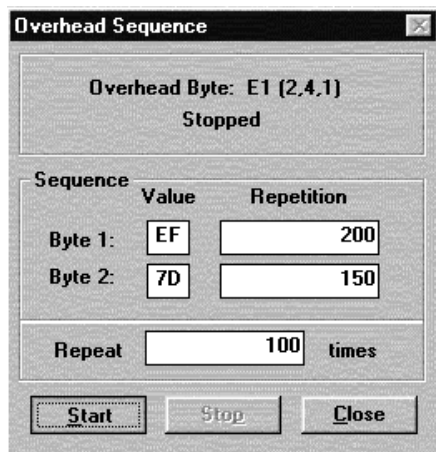 Overhead Sequence
Overhead Byte: E1 (2,4,1)
Stopped
Sequence
Value Repetition
Byte 1: EF 200
Byte 2: 7D 150
Repeat 100 times
Start Stop Close